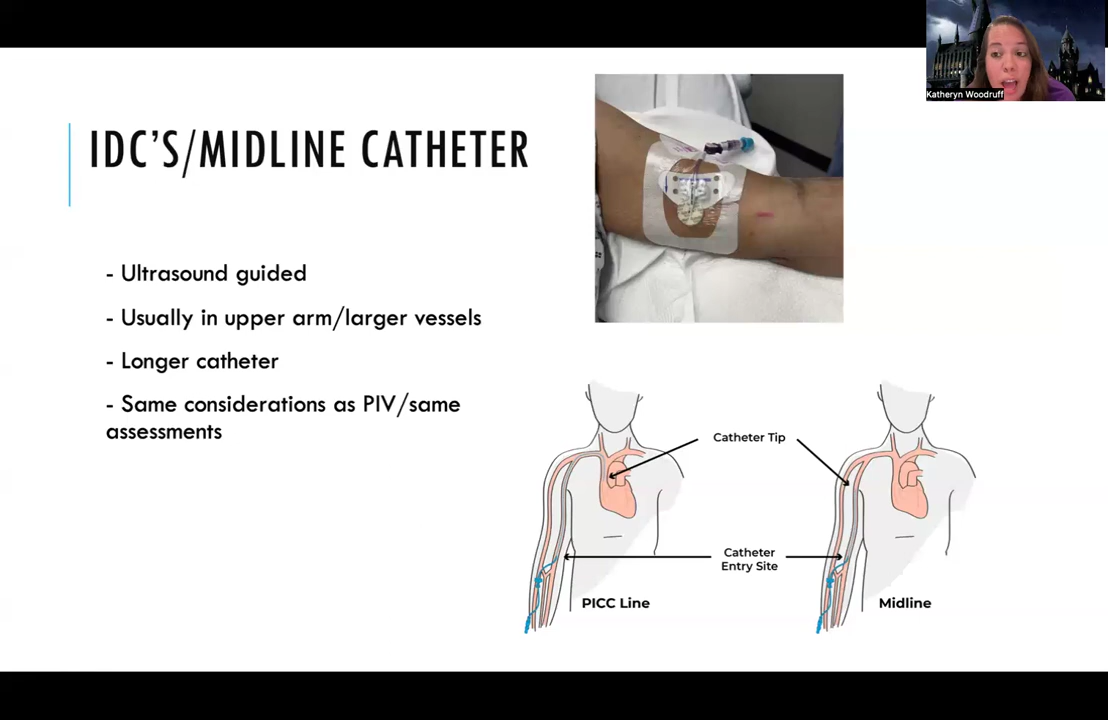 Katheryn Woodruff
IDC'S/MIDLINE CATHETER
- Ultrasound guided
- Usually in upper arm/larger vessels
- Longer catheter
- Same considerations as PIV/same
assessments
Catheter Tip
Catheter
Entry Site
PICC Line
Midline